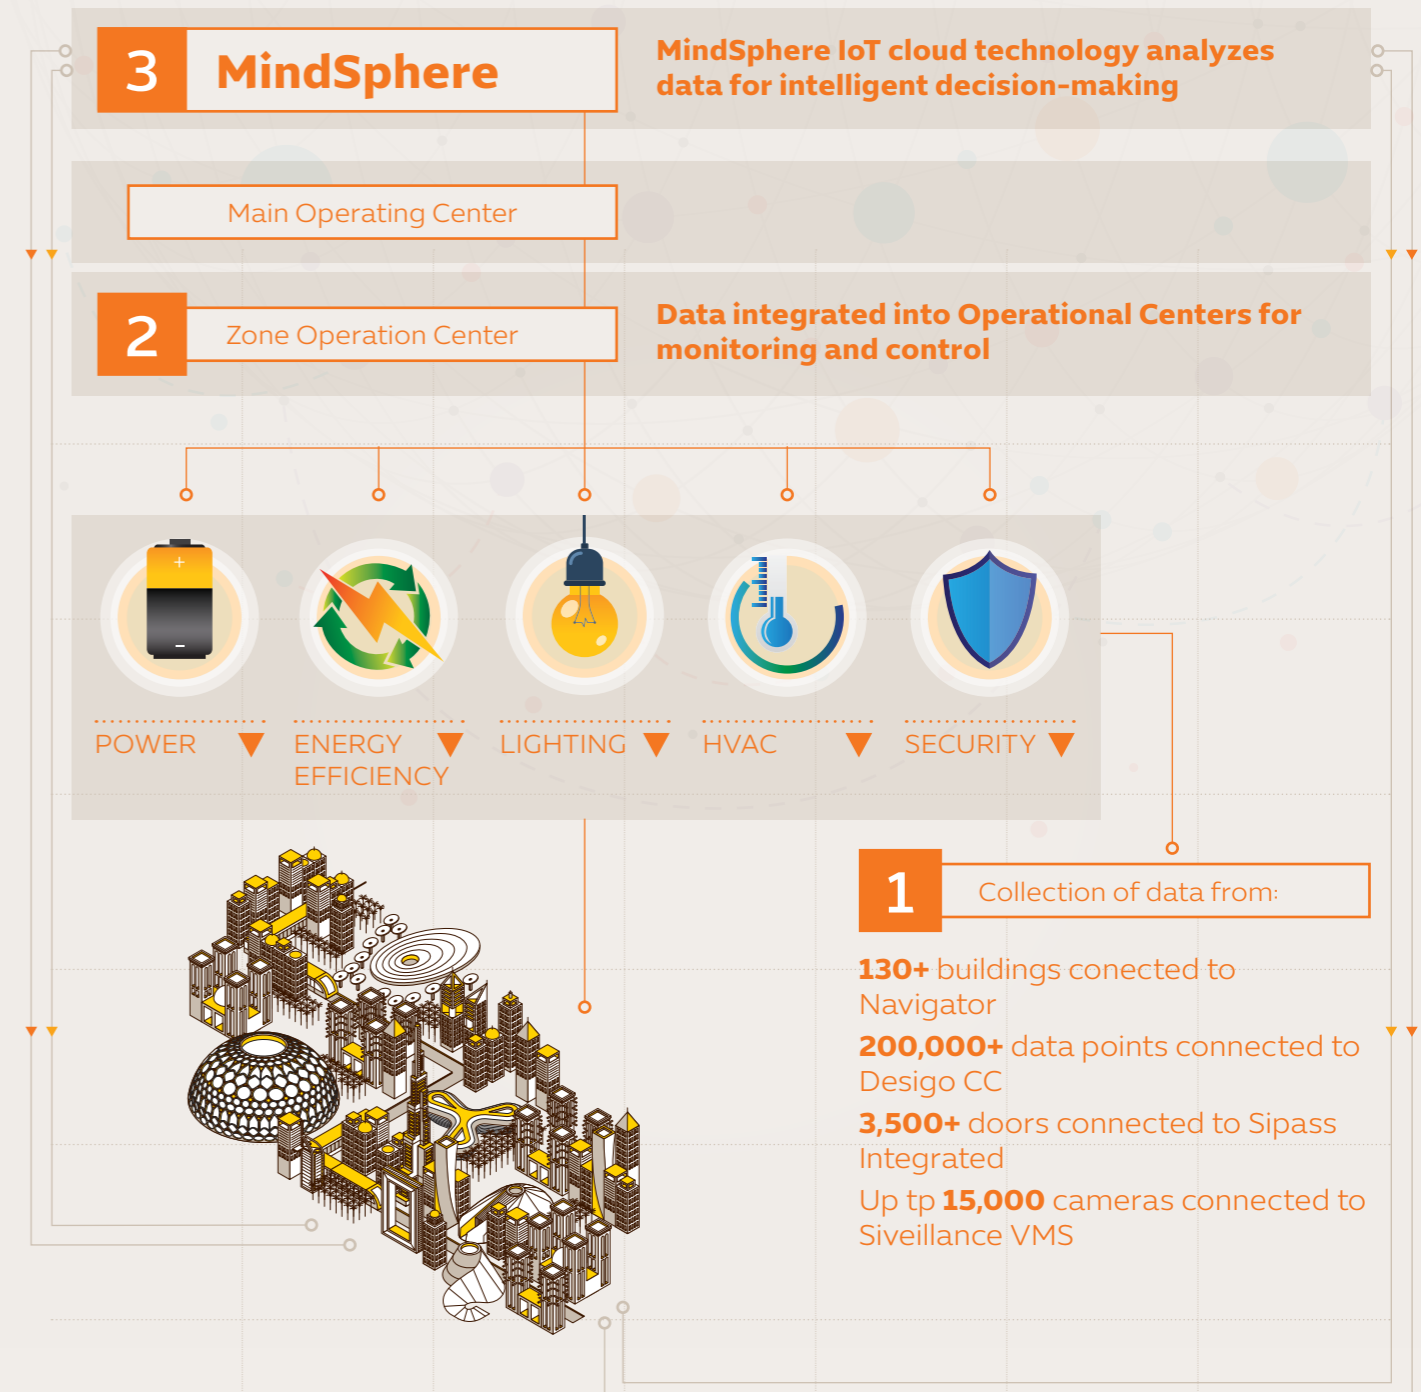 3
MindSphere
MindSphere IoT cloud technology analyzes
data for intelligent decision-making
Main Operating Center
2
Zone Operation Center
Data integrated into Operational Centers for
monitoring and control
+
–
POWER
ENERGY
EFFICIENCY
LIGHTING
HVAC
SECURITY
1
Collection of data from:
130+ buildings conected to
Navigator
200,000+ data points connected to
Desigo CC
3,500+ doors connected to Sipass
Integrated
Up tp 15,000 cameras connected to
Siveillance VMS